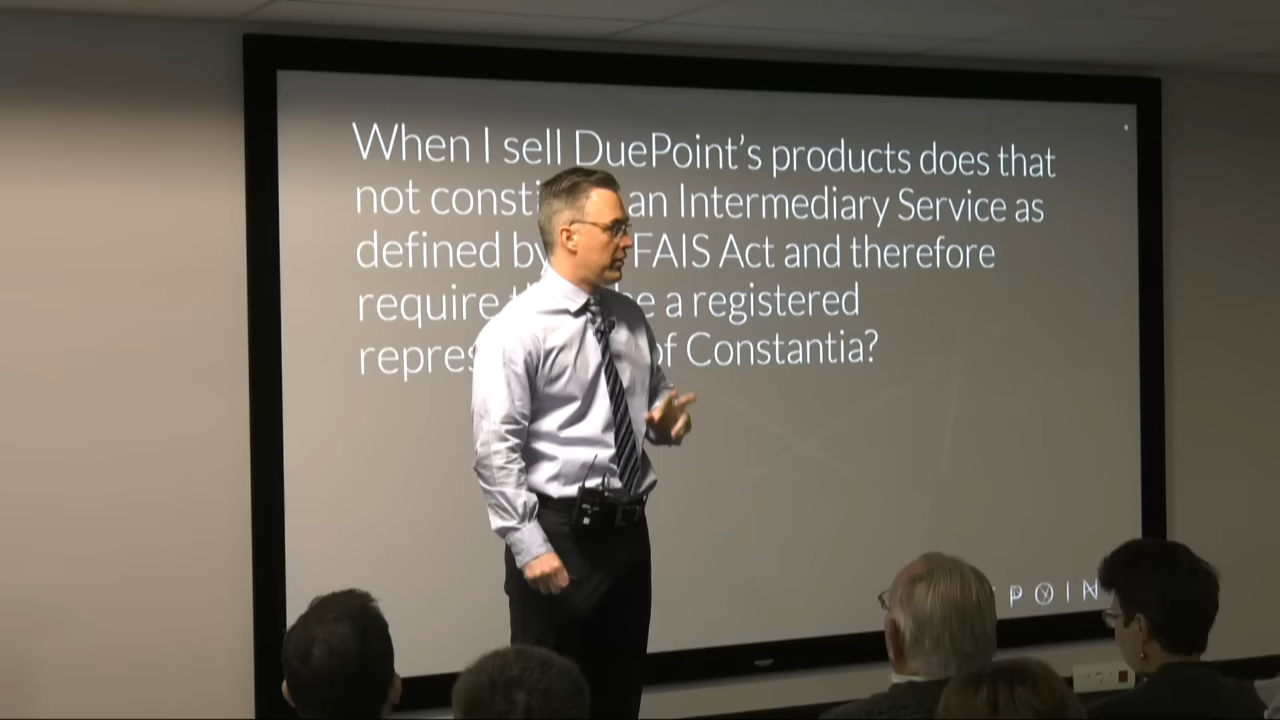 When I sell DuePoint's products does that
not consti an Intermediary Service as
defined by FAIS Act and therefore
require e a registered
repres of Constantia?
POIN